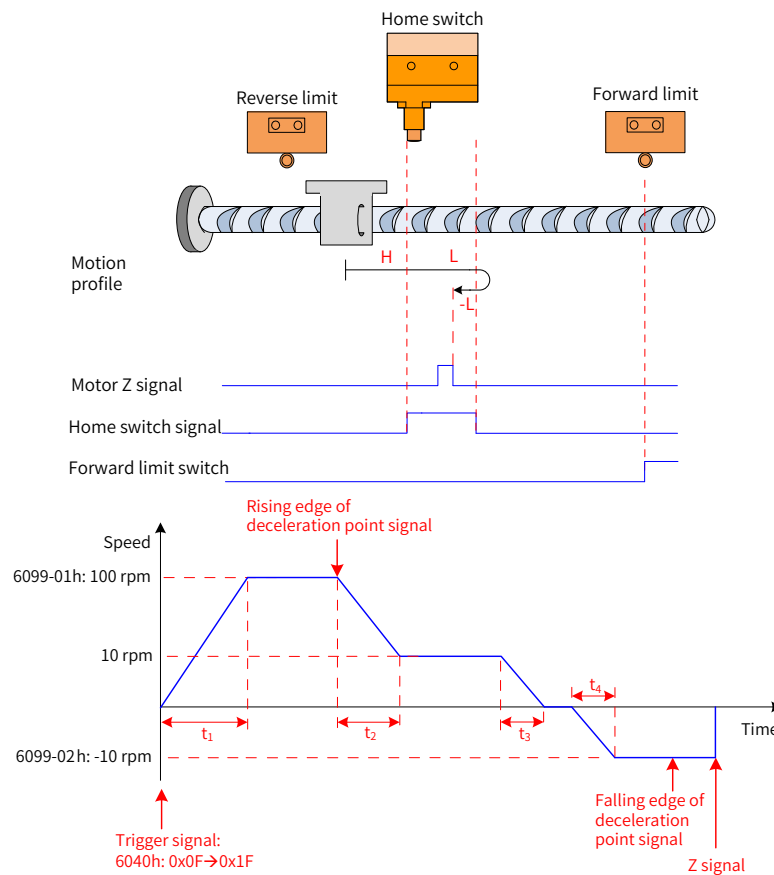 Home switch
Reverse limit
Forward limit
Motion
profile
H
L
-L
Motor Z signal
Home switch signal
Forward limit switch
Rising edge of
deceleration point signal
Speed
6099-01h: 100 rpm
10 rpm
t4
t1
t2
t3
Time
6099-02h: -10 rpm
Falling edge of
deceleration
point signal
Trigger signal:
6040h: 0x0F→0x1F
Z signal